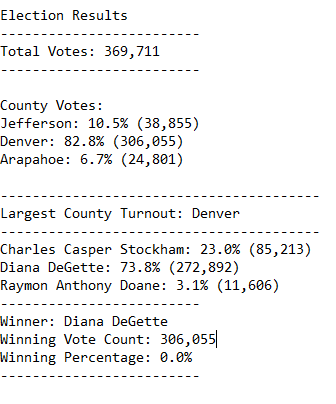 Election Results
-------------------------
Total Votes: 369,711
-------------------------
County Votes:
Jefferson: 10.5% (38,855)
Denver: 82.8% (306,055)
Arapahoe: 6.7% (24,801)
----------------------------------------
Largest County Turnout: Denver
----------------------------------------
Charles Casper Stockham: 23.0% (85,213)
Diana DeGette: 73.8% (272,892)
Raymon Anthony Doane: 3.1% (11,606)
-------------------------
Winner: Diana DeGette
Winning Vote Count: 306,055
Winning Percentage: 0.0%
-------------------------